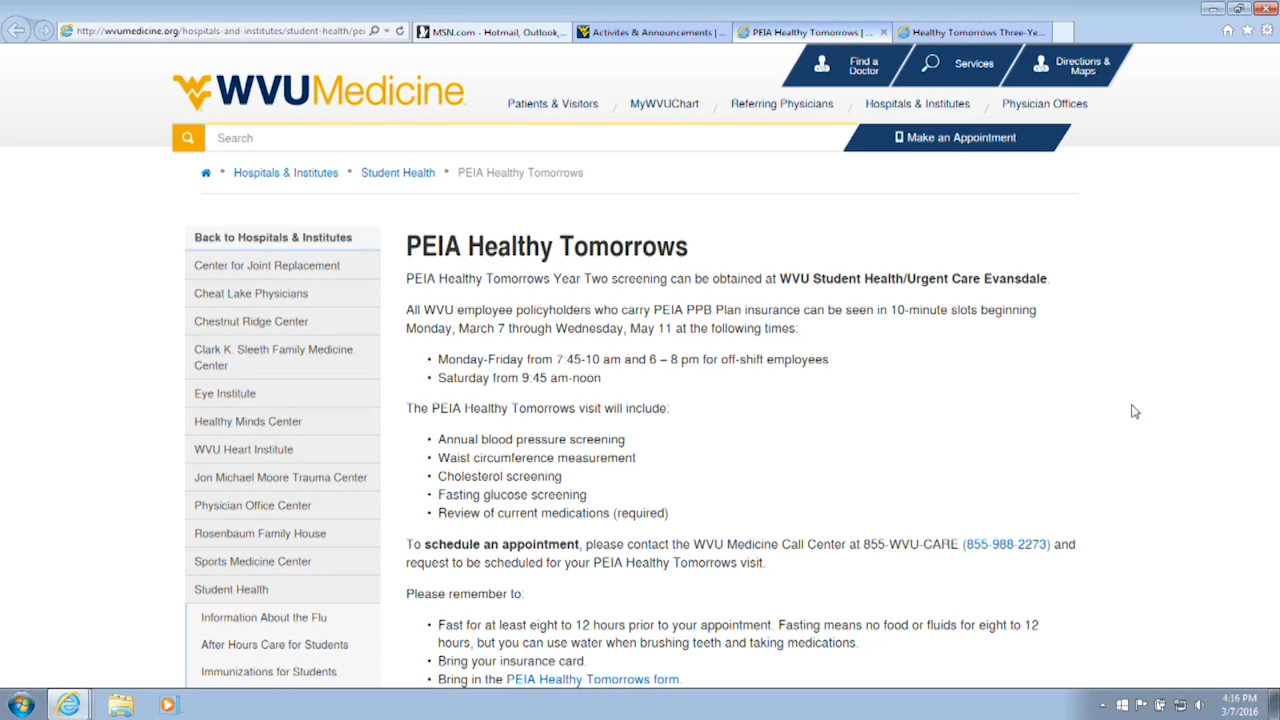 http://wvumedicine.org/hospitals-and-institutes/student-health/pei
MSN.com - Hotmail, Outlook,...
Activites & Announcements | ...
PEIA Healthy Tomorrows | ...
Healthy Tomorrows Three-Ye...
WVUMedicine
Find a Doctor
Services
Directions & Maps
Patients & Visitors
MyWVUChart
Referring Physicians
Hospitals & Institutes
Physician Offices
Search
Make an Appointment
Hospitals & Institutes
Student Health
PEIA Healthy Tomorrows
Back to Hospitals & Institutes
Center for Joint Replacement
Cheat Lake Physicians
Chestnut Ridge Center
Clark K. Sleeth Family Medicine
Center
Eye Institute
Healthy Minds Center
WVU Heart Institute
Jon Michael Moore Trauma Center
Physician Office Center
Rosenbaum Family House
Sports Medicine Center
Student Health
Information About the Flu
After Hours Care for Students
Immunizations for Students
PEIA Healthy Tomorrows
PEIA Healthy Tomorrows Year Two screening can be obtained at WVU Student Health/Urgent Care Evansdale.
All WVU employee policyholders who carry PEIA PPB Plan insurance can be seen in 10-minute slots beginning
Monday, March 7 through Wednesday, May 11 at the following times:
• Monday-Friday from 7:45-10 am and 6 – 8 pm for off-shift employees
• Saturday from 9:45 am-noon
The PEIA Healthy Tomorrows visit will include:
• Annual blood pressure screening
• Waist circumference measurement
• Cholesterol screening
• Fasting glucose screening
• Review of current medications (required)
To schedule an appointment, please contact the WVU Medicine Call Center at 855-WVU-CARE (855-988-2273) and
request to be scheduled for your PEIA Healthy Tomorrows visit.
Please remember to:
• Fast for at least eight to 12 hours prior to your appointment. Fasting means no food or fluids for eight to 12
hours, but you can use water when brushing teeth and taking medications.
• Bring your insurance card.
• Bring in the PEIA Healthy Tomorrows form.
4:16 PM
3/7/2016